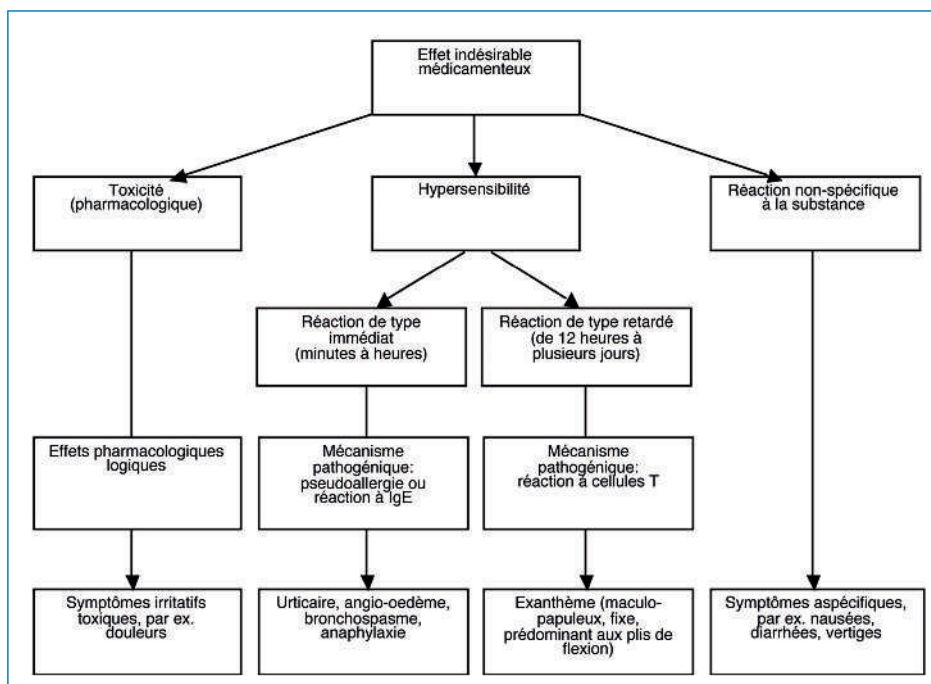 Effet indésirable
médicamenteux
Toxicité
(pharmacologique)
Hypersensibilité
Réaction non-spécifique
à la substance
Réaction de type
immédiat
(minutes à heures)
Réaction de type retardé
(de 12 heures à
plusieurs jours)
Effets pharmacologiques
logiques
Mécanisme
pathogénique:
pseudoallergie ou
réaction à IgE
Mécanisme
pathogénique:
réaction à cellules T
Symptômes irritatifs
toxiques, par ex.
douleurs
Urticaire, angio-oedème,
bronchospasme,
anaphylaxie
Exanthème (maculo-
papuleux, fixe,
prédominant aux plis de
flexion)
Symptômes aspécifiques,
par ex. nausées,
diarrhées, vertiges